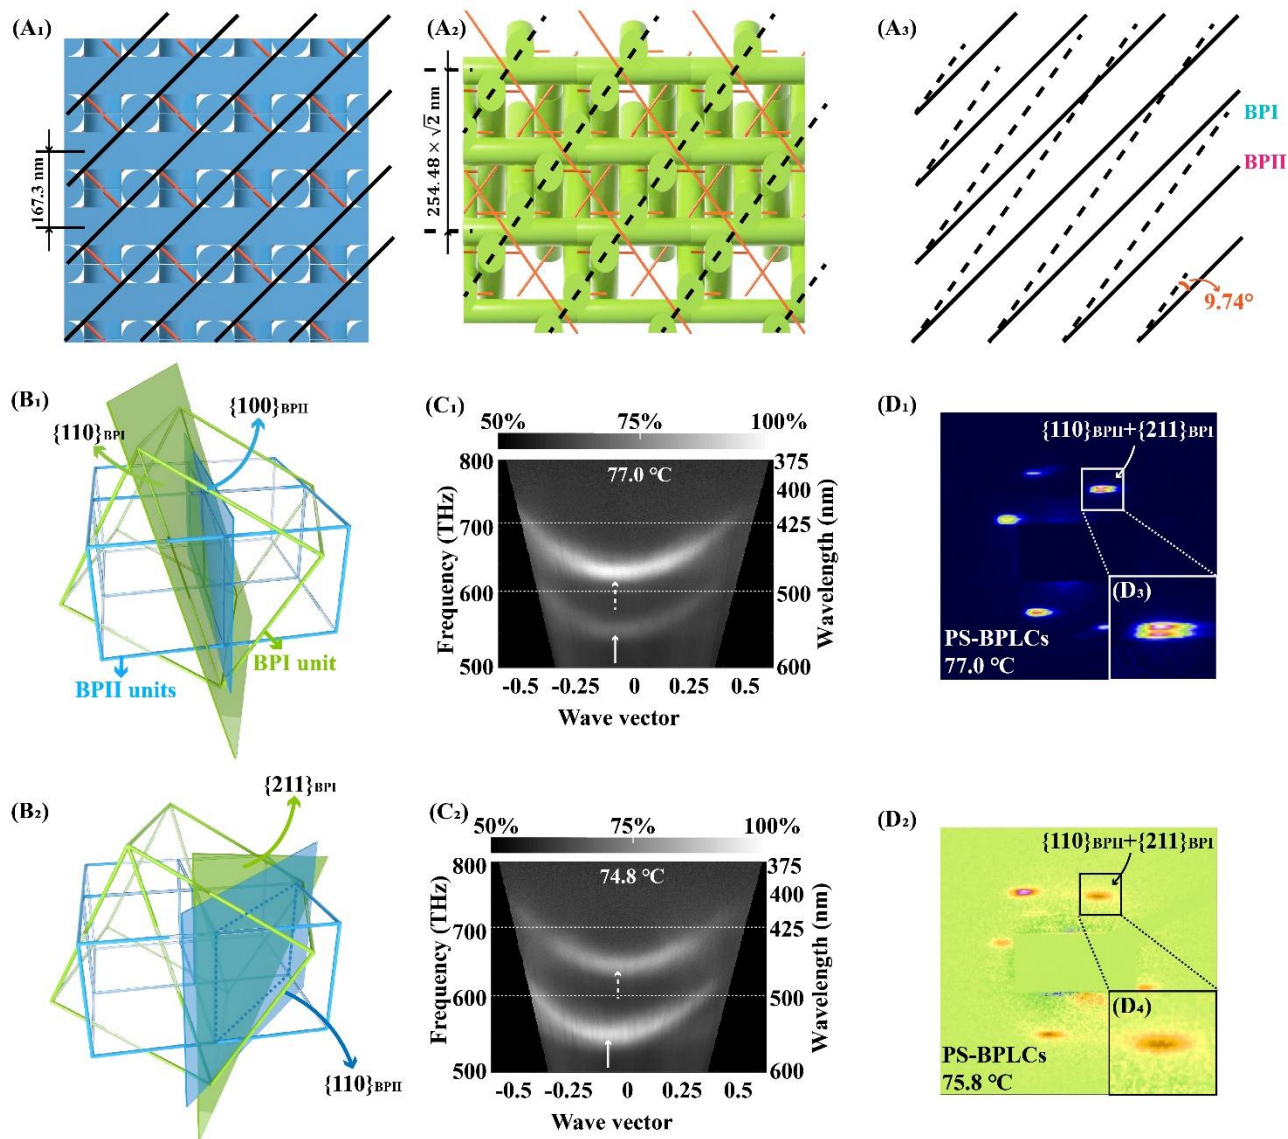 (A₁)
167.3 nm
(A₂)
254.48 × √2 nm
(A₃)
BPI
BPII
9.74°
(B₁)
{100}BPII
{110}BPI
BPI unit
BPII units
(C₁)
50% 75% 100%
77.0 ℃
Frequency (THz)
800
700
600
500
375
400
425
500
600
Wavelength (nm)
-0.5 -0.25 0 0.25 0.5
Wave vector
(D₁)
{110}BPII+{211}BPI
(D₃)
PS-BPLCs
77.0 ℃
(B₂)
{211}BPI
{110}BPII
(C₂)
50% 75% 100%
74.8 ℃
Frequency (THz)
800
700
600
500
375
400
425
500
600
Wavelength (nm)
-0.5 -0.25 0 0.25 0.5
Wave vector
(D₂)
{110}BPII+{211}BPI
(D₄)
PS-BPLCs
75.8 ℃